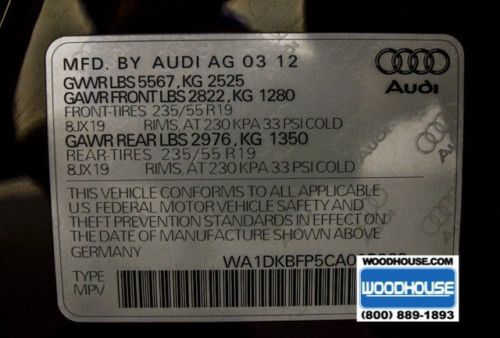 MFD. BY AUDI AG 03 12
GVWR LBS 5567, KG 2525
GAWR FRONT LBS 2822, KG 1280
FRONT-TIRES 235/55 R19
8JX19 RIMS, AT 230 KPA 33 PSI COLD
GAWR REAR LBS 2976, KG 1350
REAR-TIRES 235/55 R19
8JX19 RIMS, AT 230 KPA 33 PSI COLD
Audi
THIS VEHICLE CONFORMS TO ALL APPLICABLE
U.S FEDERAL MOTOR VEHICLE SAFETY AND
THEFT PREVENTION STANDARDS IN EFFECT ON
THE DATE OF MANUFACTURE SHOWN ABOVE.
GERMANY
TYPE
MPV
WOODHOUSE.COM
WOODHOUSE
(800) 889-1893